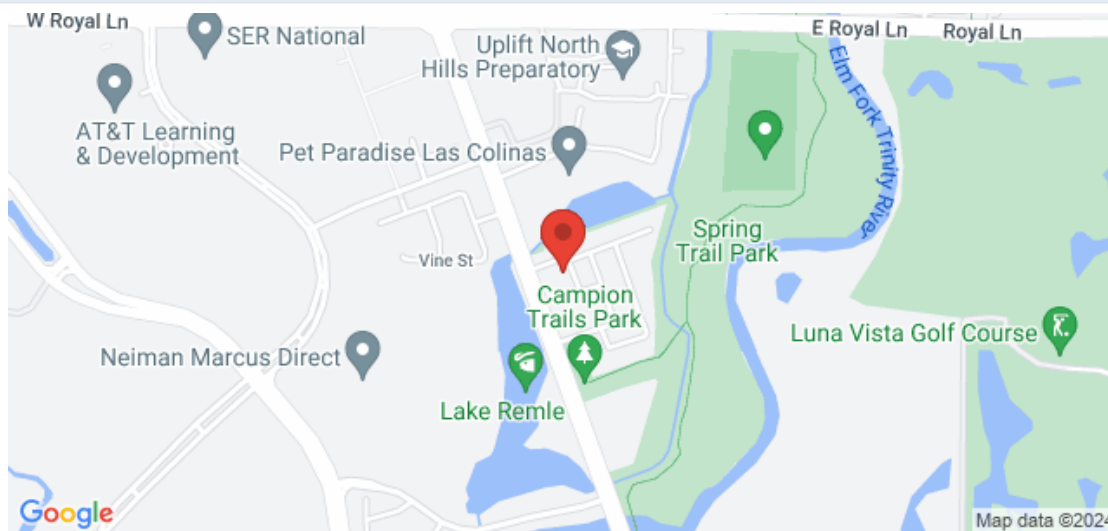 W Royal Ln
E Royal Ln
Royal Ln
SER National
Uplift North
Hills Preparatory
Elm Fork Trinity River
AT&T Learning
& Development
Pet Paradise Las Colinas
Spring
Trail Park
Vine St
Campion
Trails Park
Luna Vista Golf Course
Neiman Marcus Direct
Lake Remle
Google
Map data ©2024